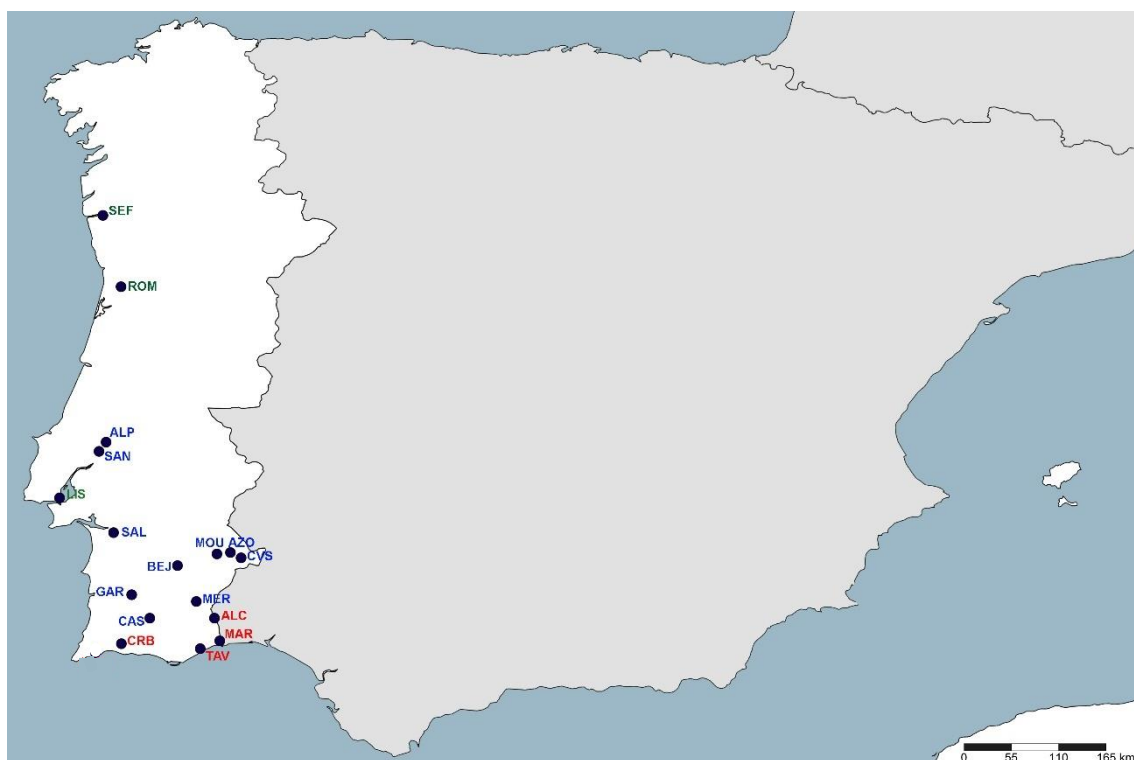 SEF
ROM
ALP
SAN
LIS
SAL
MOU AZO
CVS
BEJ
GAR
MER
CAS
ALC
CRB
MAR
TAV
0 55 110 165 km